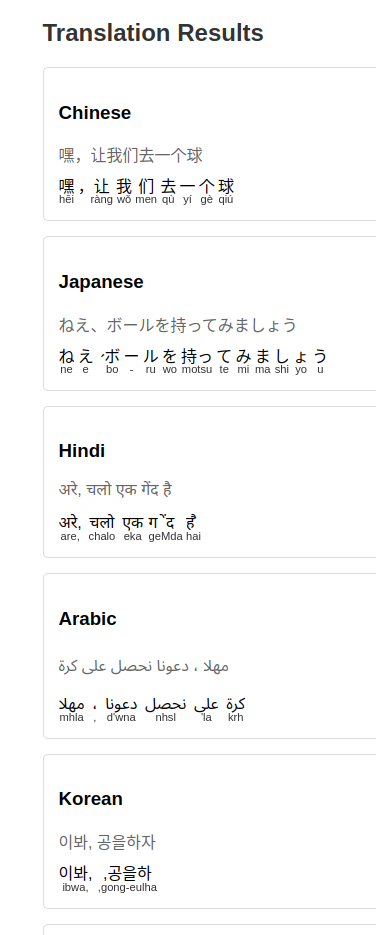 Translation Results
Chinese
嘿，让我们去一个球
嘿，让 我 们 去 一 个 球
hēi ràng wǒ men qù yí gè qiú
Japanese
ねえ、ボールを持ってみましょう
ねえ、ボールを持ってみましょう
ne e bo - ru wo motsu te mi ma shi yo u
Hindi
अरे, चलो एक गेंद है
अरे, चलो एक गेंद है
are, chalo eka geMda hai
Arabic
مهلا ، دعونا نحصل على كرة
مهلا ، دعونا نحصل على كرة
mhla , d'wna nhsl 'la krh
Korean
이봐, 공을하자
이봐, ,공을하
ibwa, ,gong-eulha